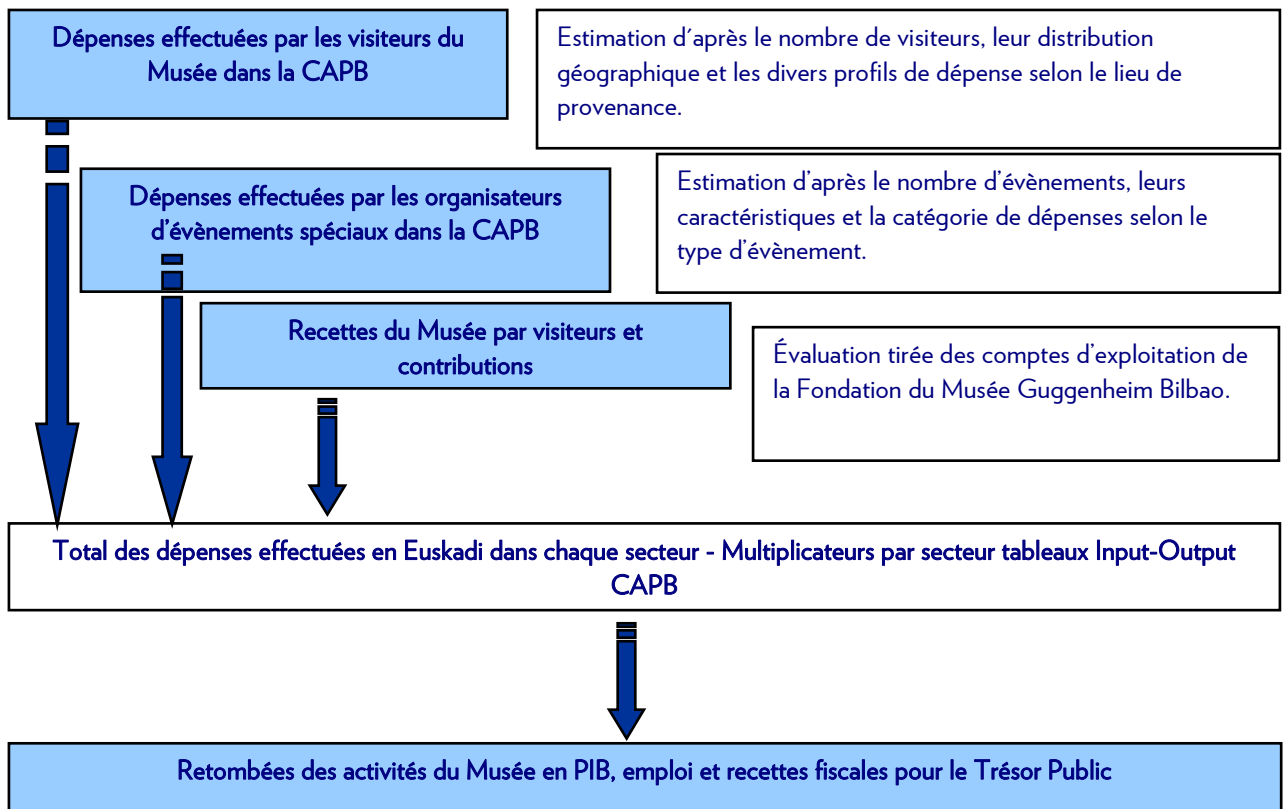 Dépenses effectuées par les visiteurs du
Musée dans la CAPB
Estimation d'après le nombre de visiteurs, leur distribution
géographique et les divers profils de dépense selon le lieu de
provenance.
Dépenses effectuées par les organisateurs
d'évènements spéciaux dans la CAPB
Estimation d'après le nombre d'évènements, leurs
caractéristiques et la catégorie de dépenses selon le
type d'évènement.
Recettes du Musée par visiteurs et
contributions
Évaluation tirée des comptes d'exploitation de
la Fondation du Musée Guggenheim Bilbao.
Total des dépenses effectuées en Euskadi dans chaque secteur - Multiplicateurs par secteur tableaux Input-Output
CAPB
Retombées des activités du Musée en PIB, emploi et recettes fiscales pour le Trésor Public